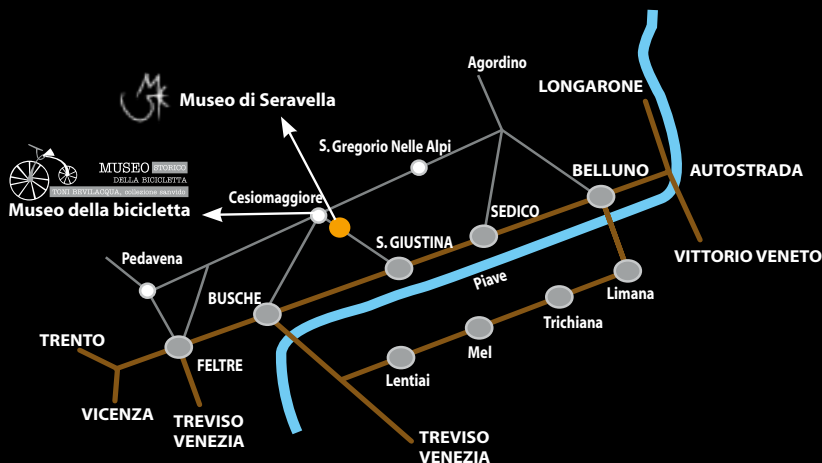 Agordino
LONGARONE
Museo di Seravella
S. Gregorio Nelle Alpi
MUSEO STORICO
DELLA BICICLETTA
TONI BEVILACQUA, collezione sanvido
Museo della bicicletta
Cesiomaggiore
BELLUNO
AUTOSTRADA
SEDICO
S. GIUSTINA
VITTORIO VENETO
Pedavena
Piave
Limana
BUSCHE
Trichiana
TRENTO
Mel
FELTRE
Lentiai
VICENZA
TREVISO
VENEZIA
TREVISO
VENEZIA